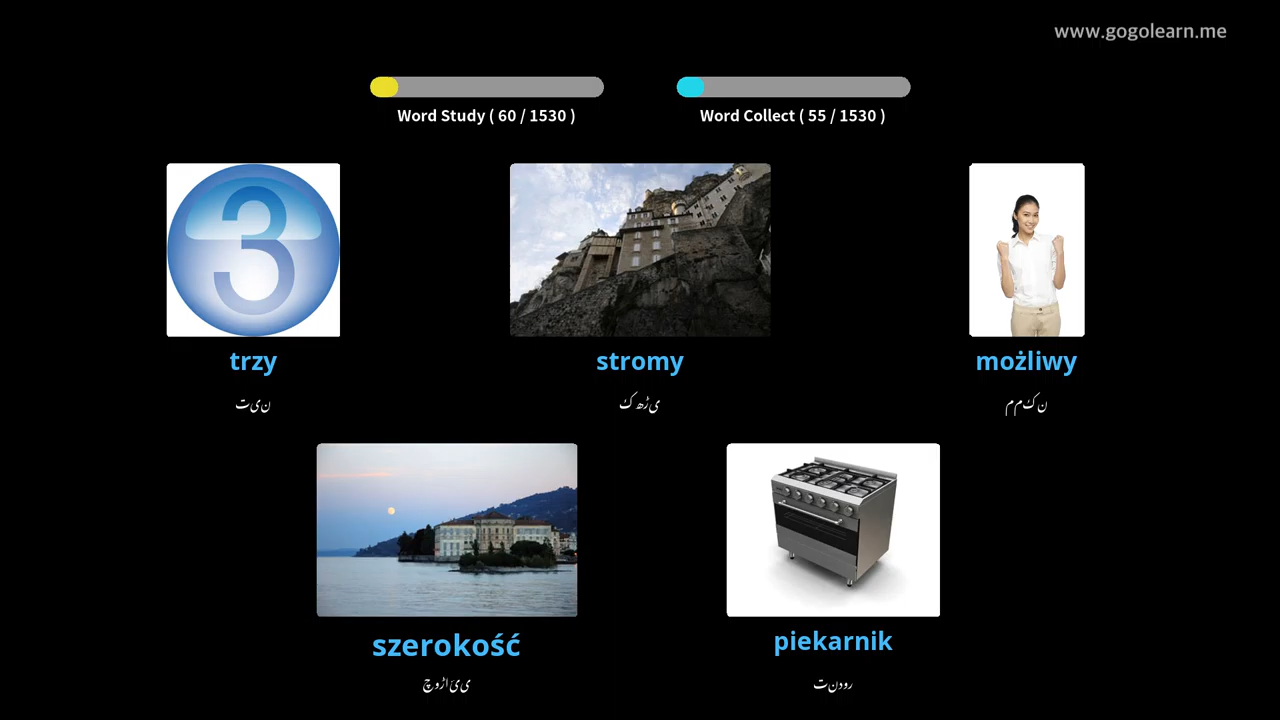 www.gogolearn.me
Word Study ( 60 / 1530 )
Word Collect ( 55 / 1530 )
3
trzy
stromy
możliwy
تین
کھڑی
ممکن
szerokość
piekarnik
چوڑائی
تندور